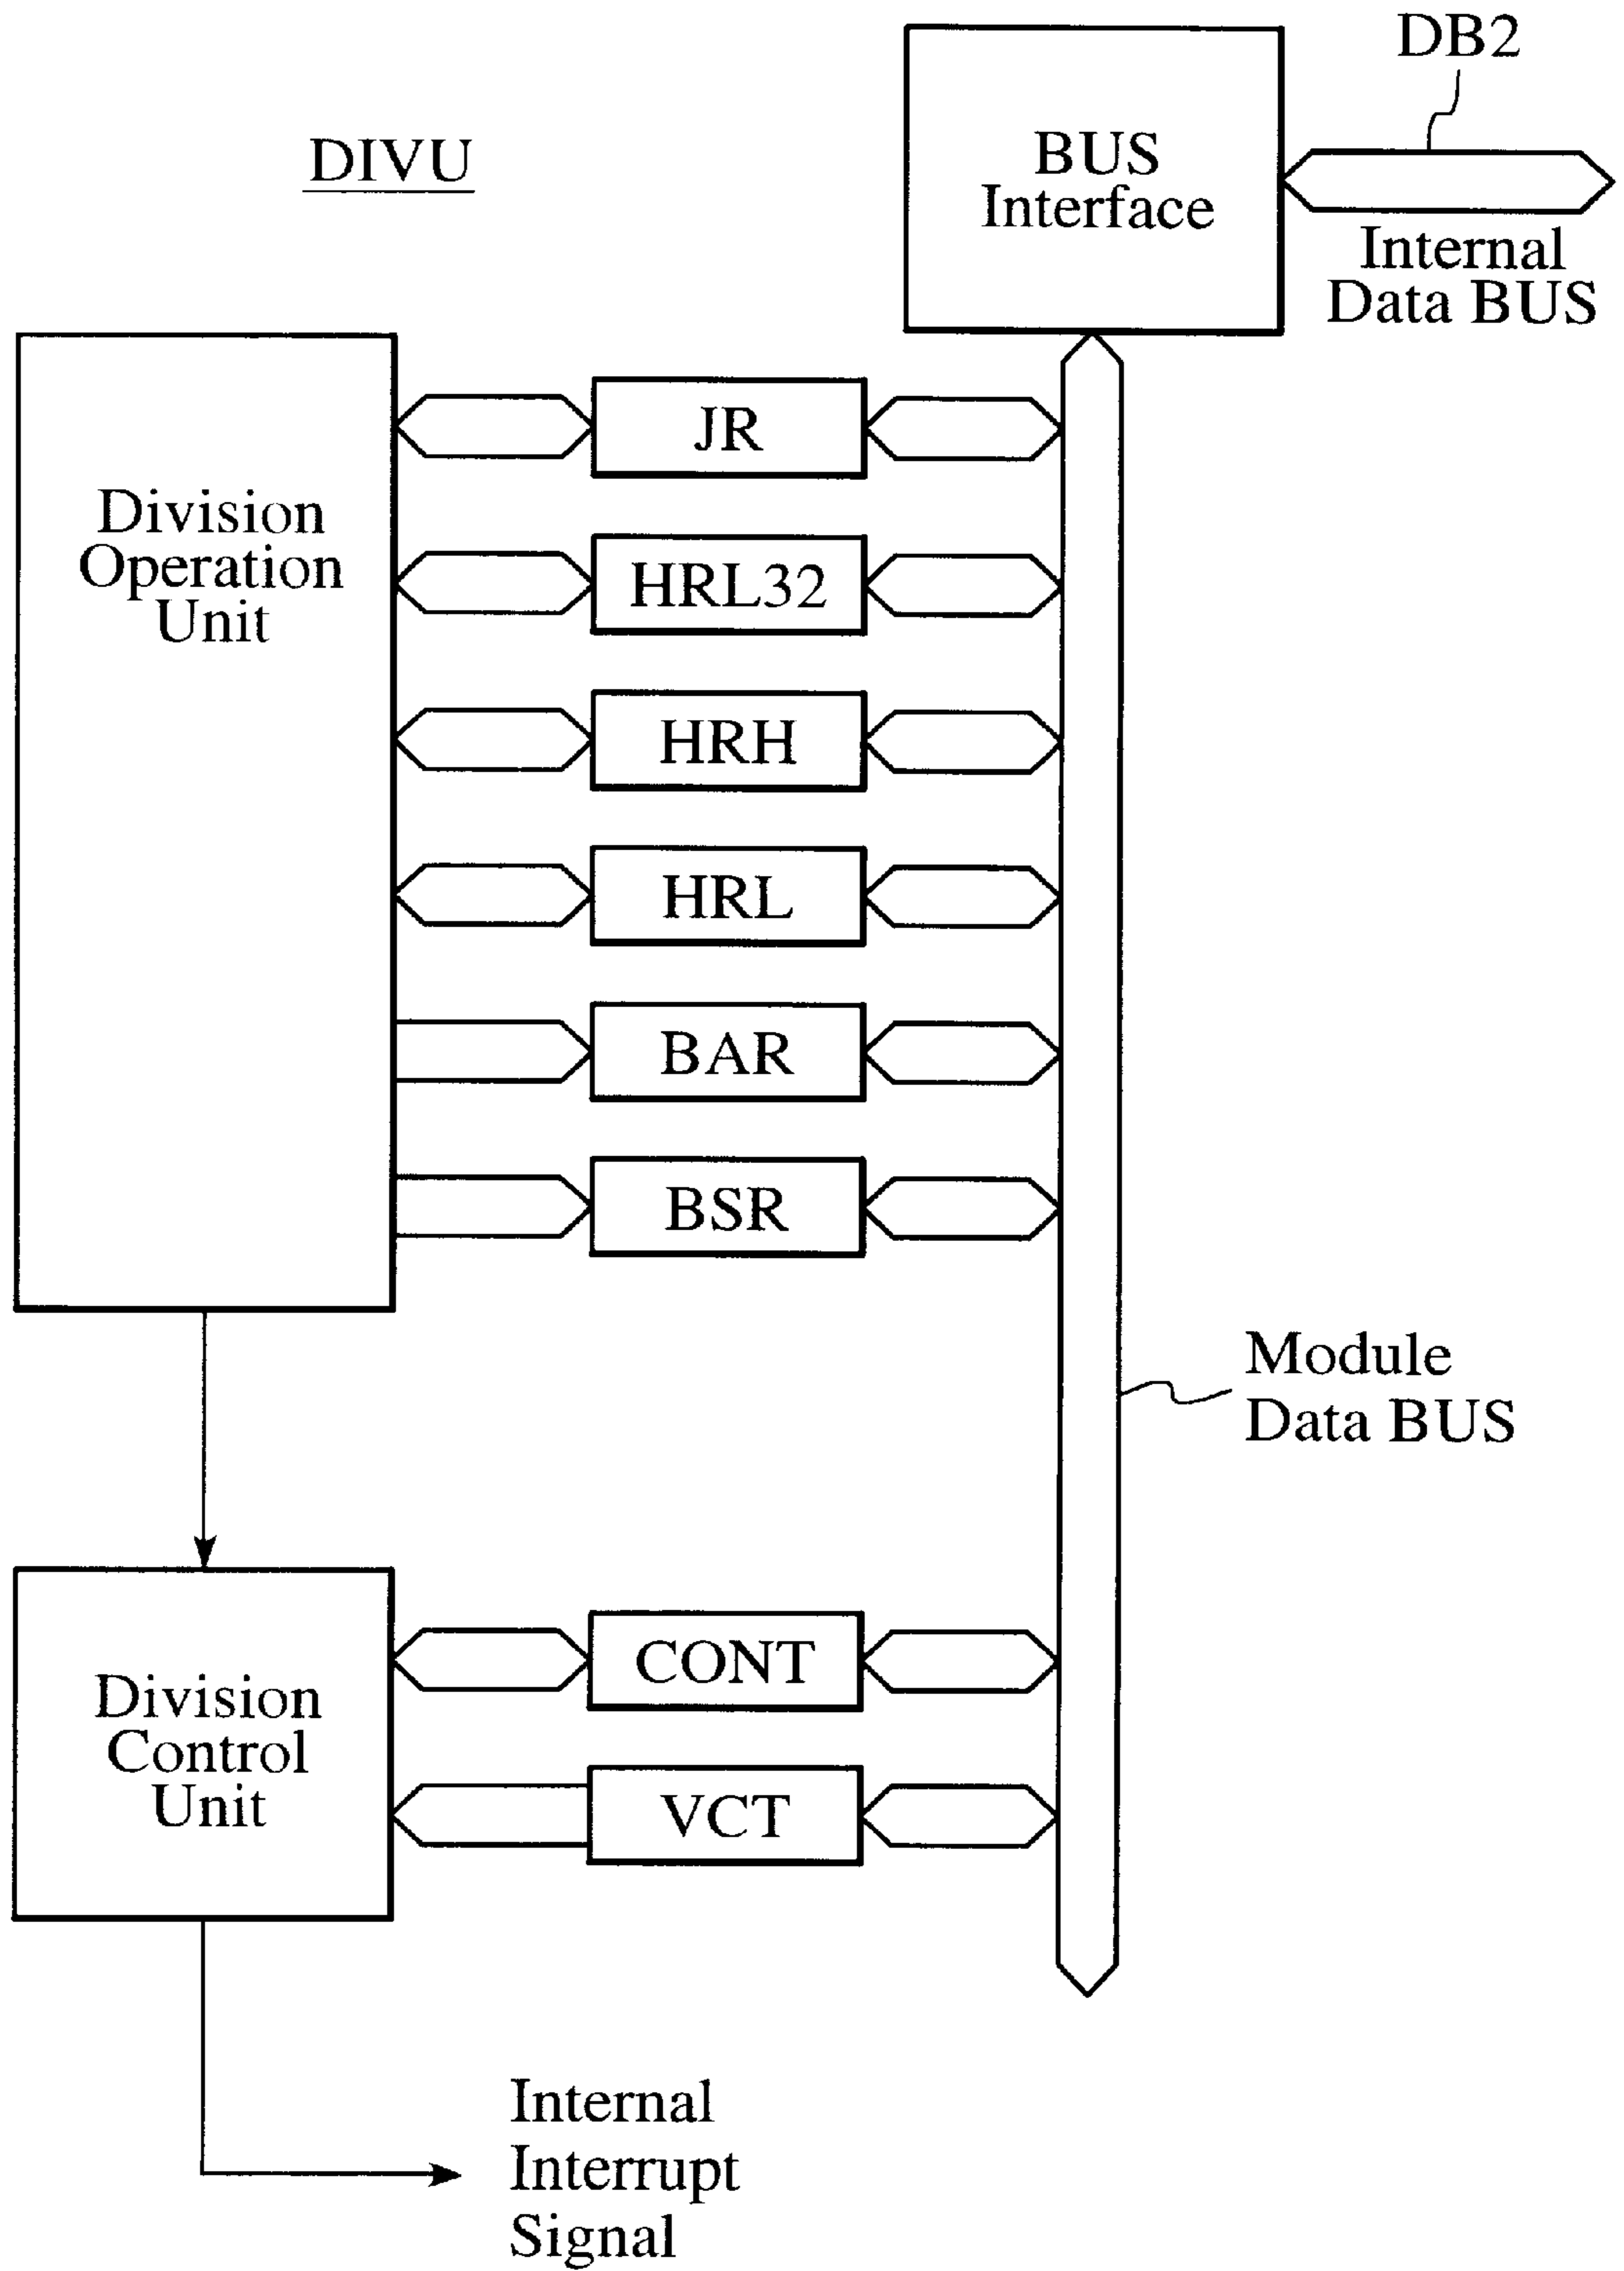 DB2
DIVU
BUS
Interface
Internal
Data BUS
JR
Division
Operation
Unit
HRL32
HRH
HRL
BAR
BSR
Module
Data BUS
CONT
Division
Control
Unit
VCT
Internal
Interrupt
Signal